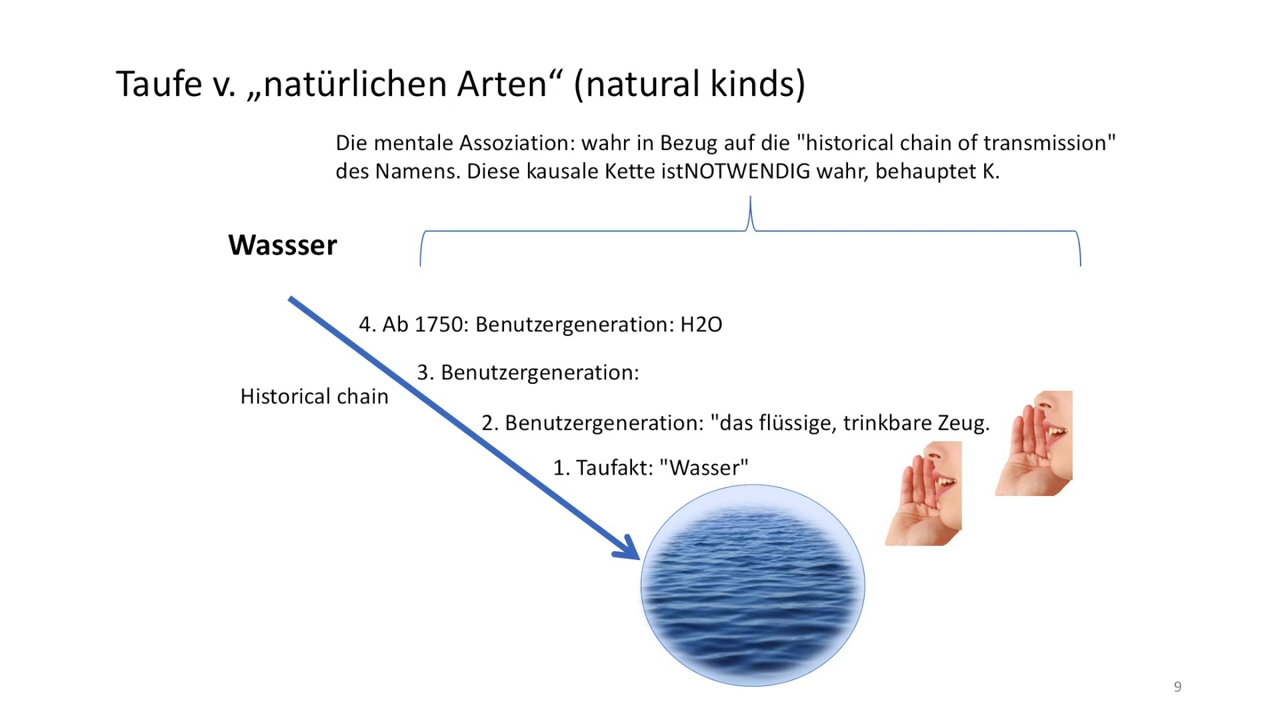 Taufe v. „natürlichen Arten“ (natural kinds)
Die mentale Assoziation: wahr in Bezug auf die "historical chain of transmission"
des Namens. Diese kausale Kette istNOTWENDIG wahr, behauptet K.
Wassser
4. Ab 1750: Benutzergeneration: H2O
3. Benutzergeneration:
Historical chain
2. Benutzergeneration: "das flüssige, trinkbare Zeug.
1. Taufakt: "Wasser"
9